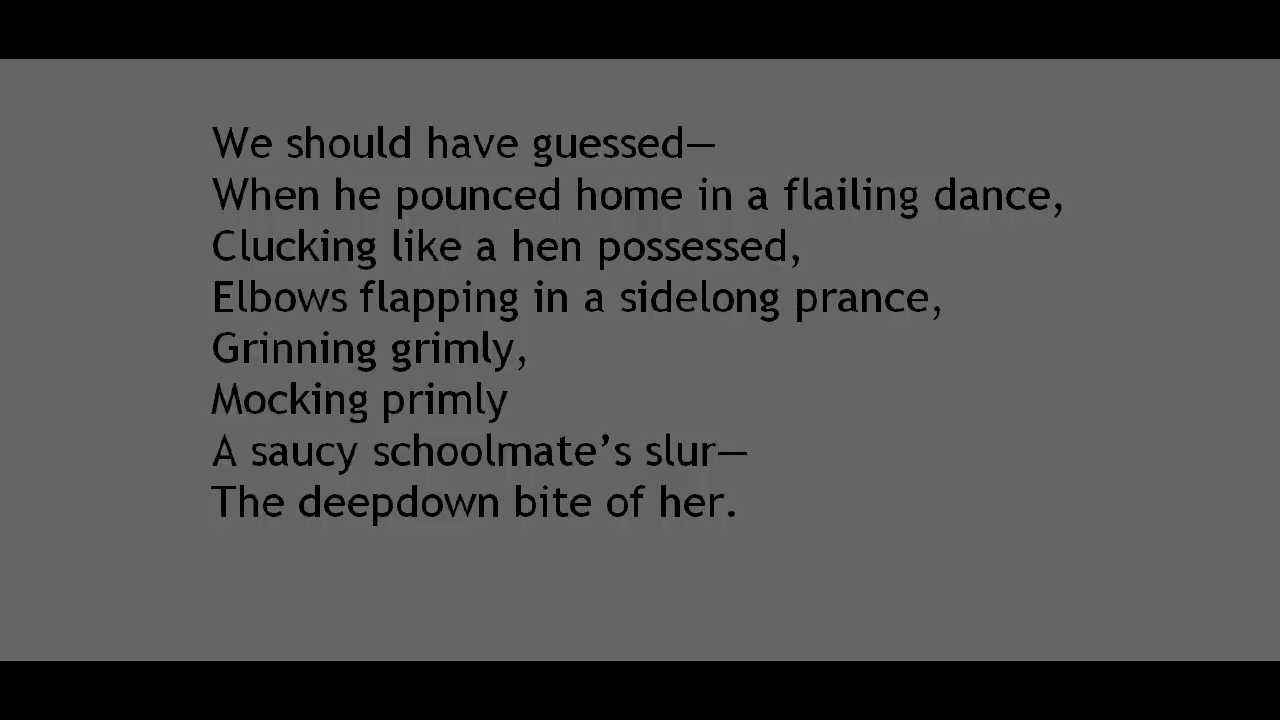 We should have guessed—
When he pounced home in a flailing dance,
Clucking like a hen possessed,
Elbows flapping in a sidelong prance,
Grinning grimly,
Mocking primly
A saucy schoolmate’s slur—
The deepdown bite of her.